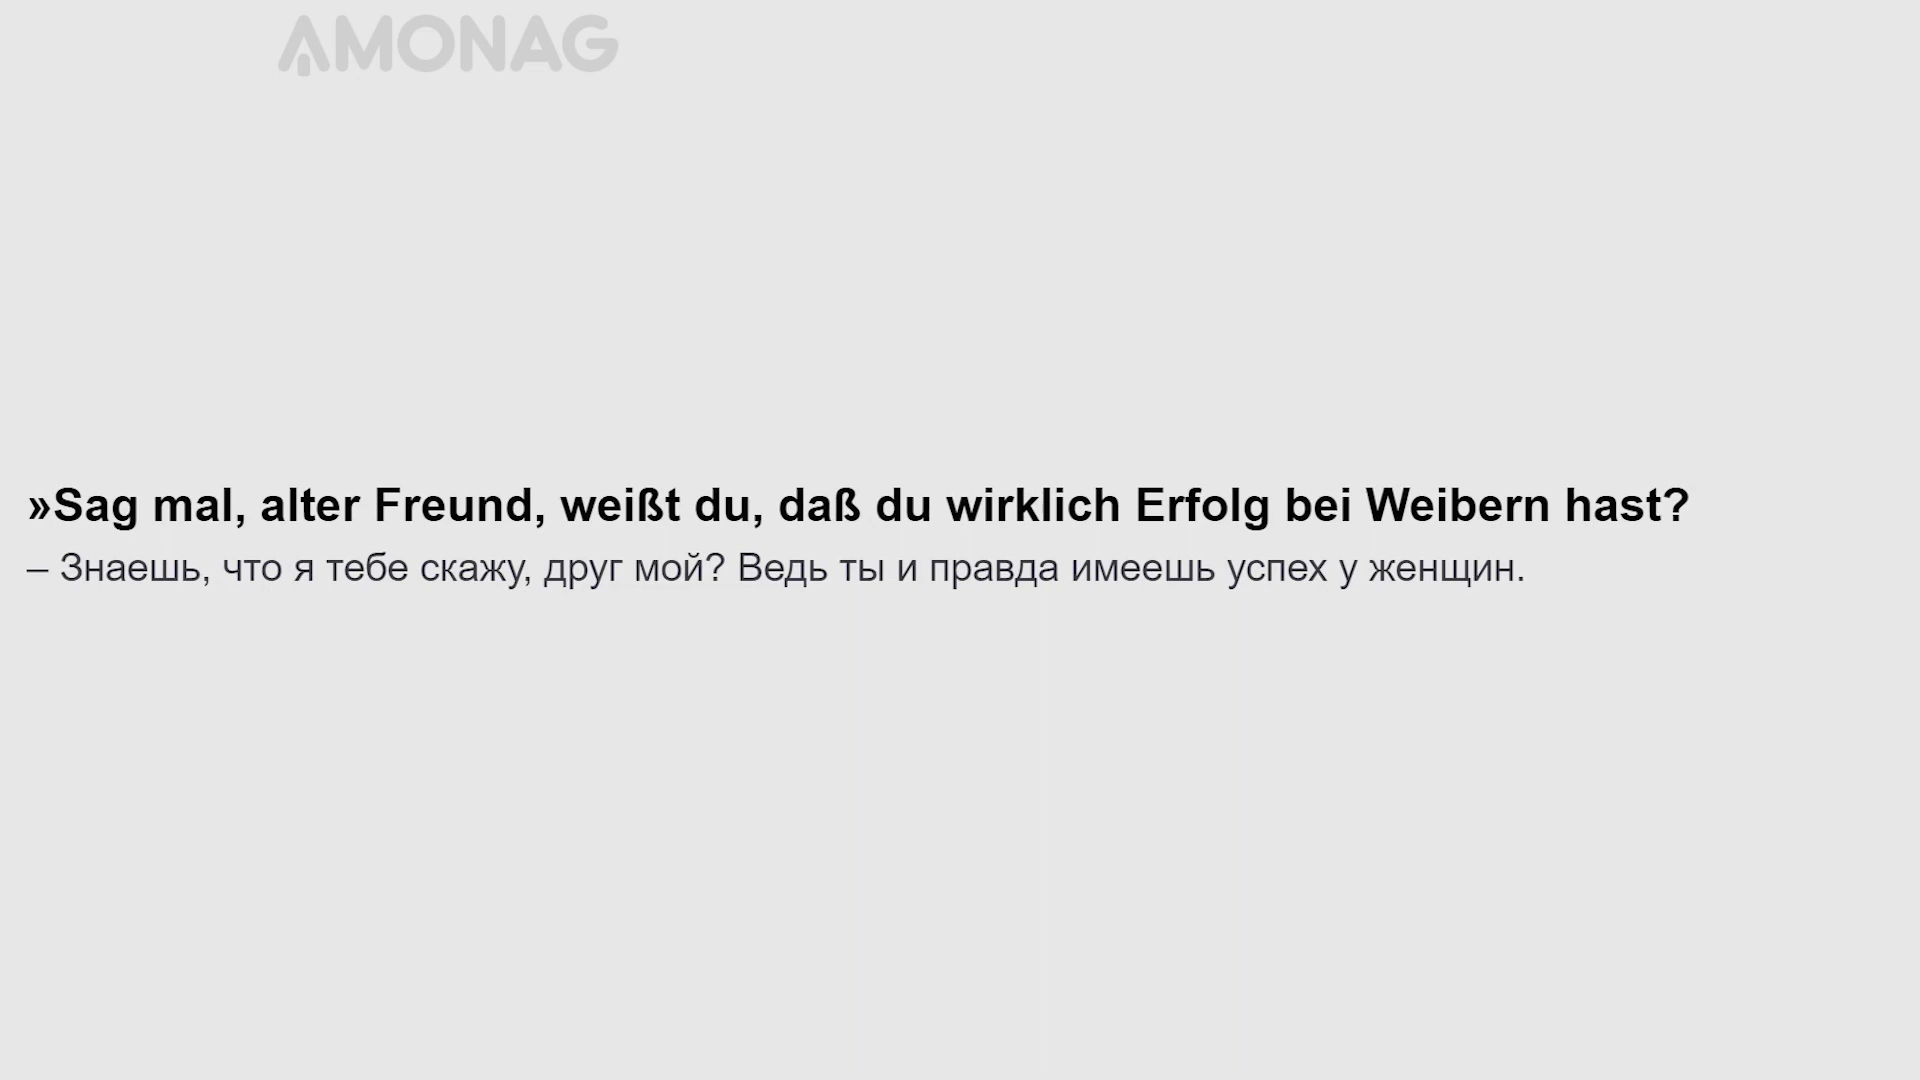 AMONAG
»Sag mal, alter Freund, weißt du, daß du wirklich Erfolg bei Weibern hast?
– Знаешь, что я тебе скажу, друг мой? Ведь ты и правда имеешь успех у женщин.